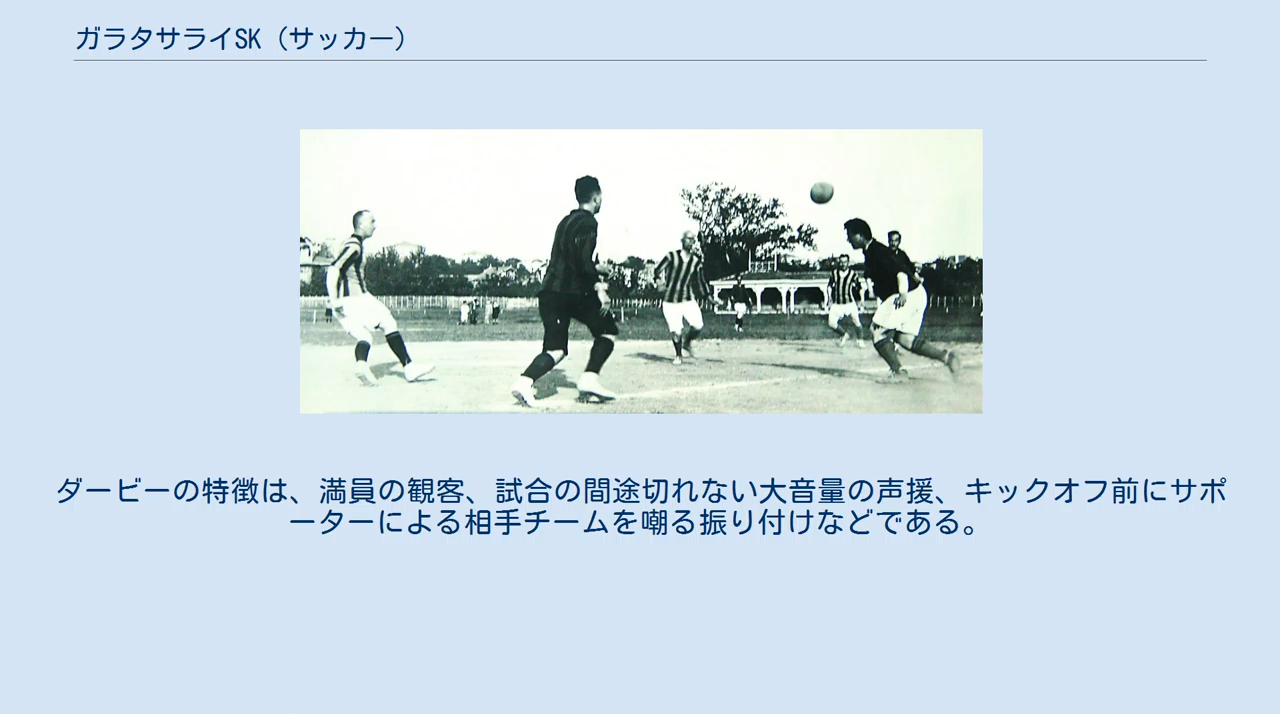 ガラタサライSK（サッカー）
ダービーの特徴は、満員の観客、試合の間途切れない大音量の声援、キックオフ前にサポ
ーターによる相手チームを嘲る振り付けなどである。